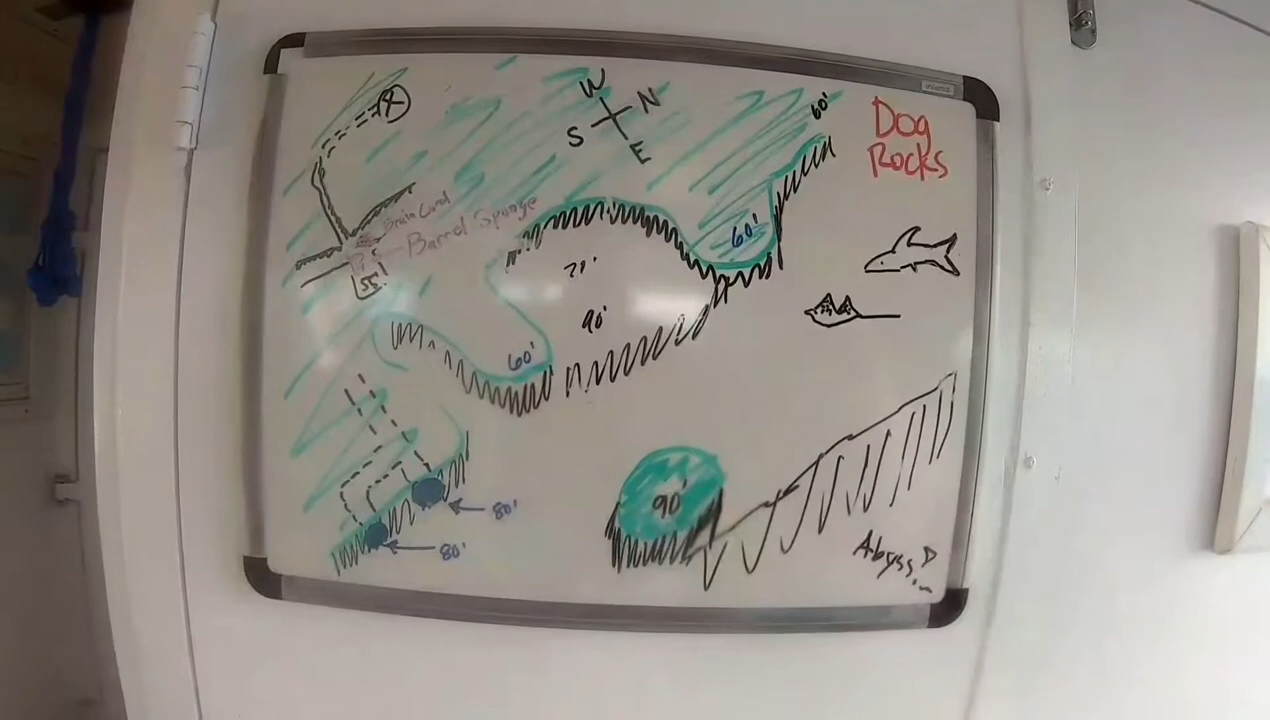 W
N
S
E
60'
Dog
Rocks
Brain Coral
Barrel Sponge
55'
60'
90'
60'
80'
80'
90'
Abyss